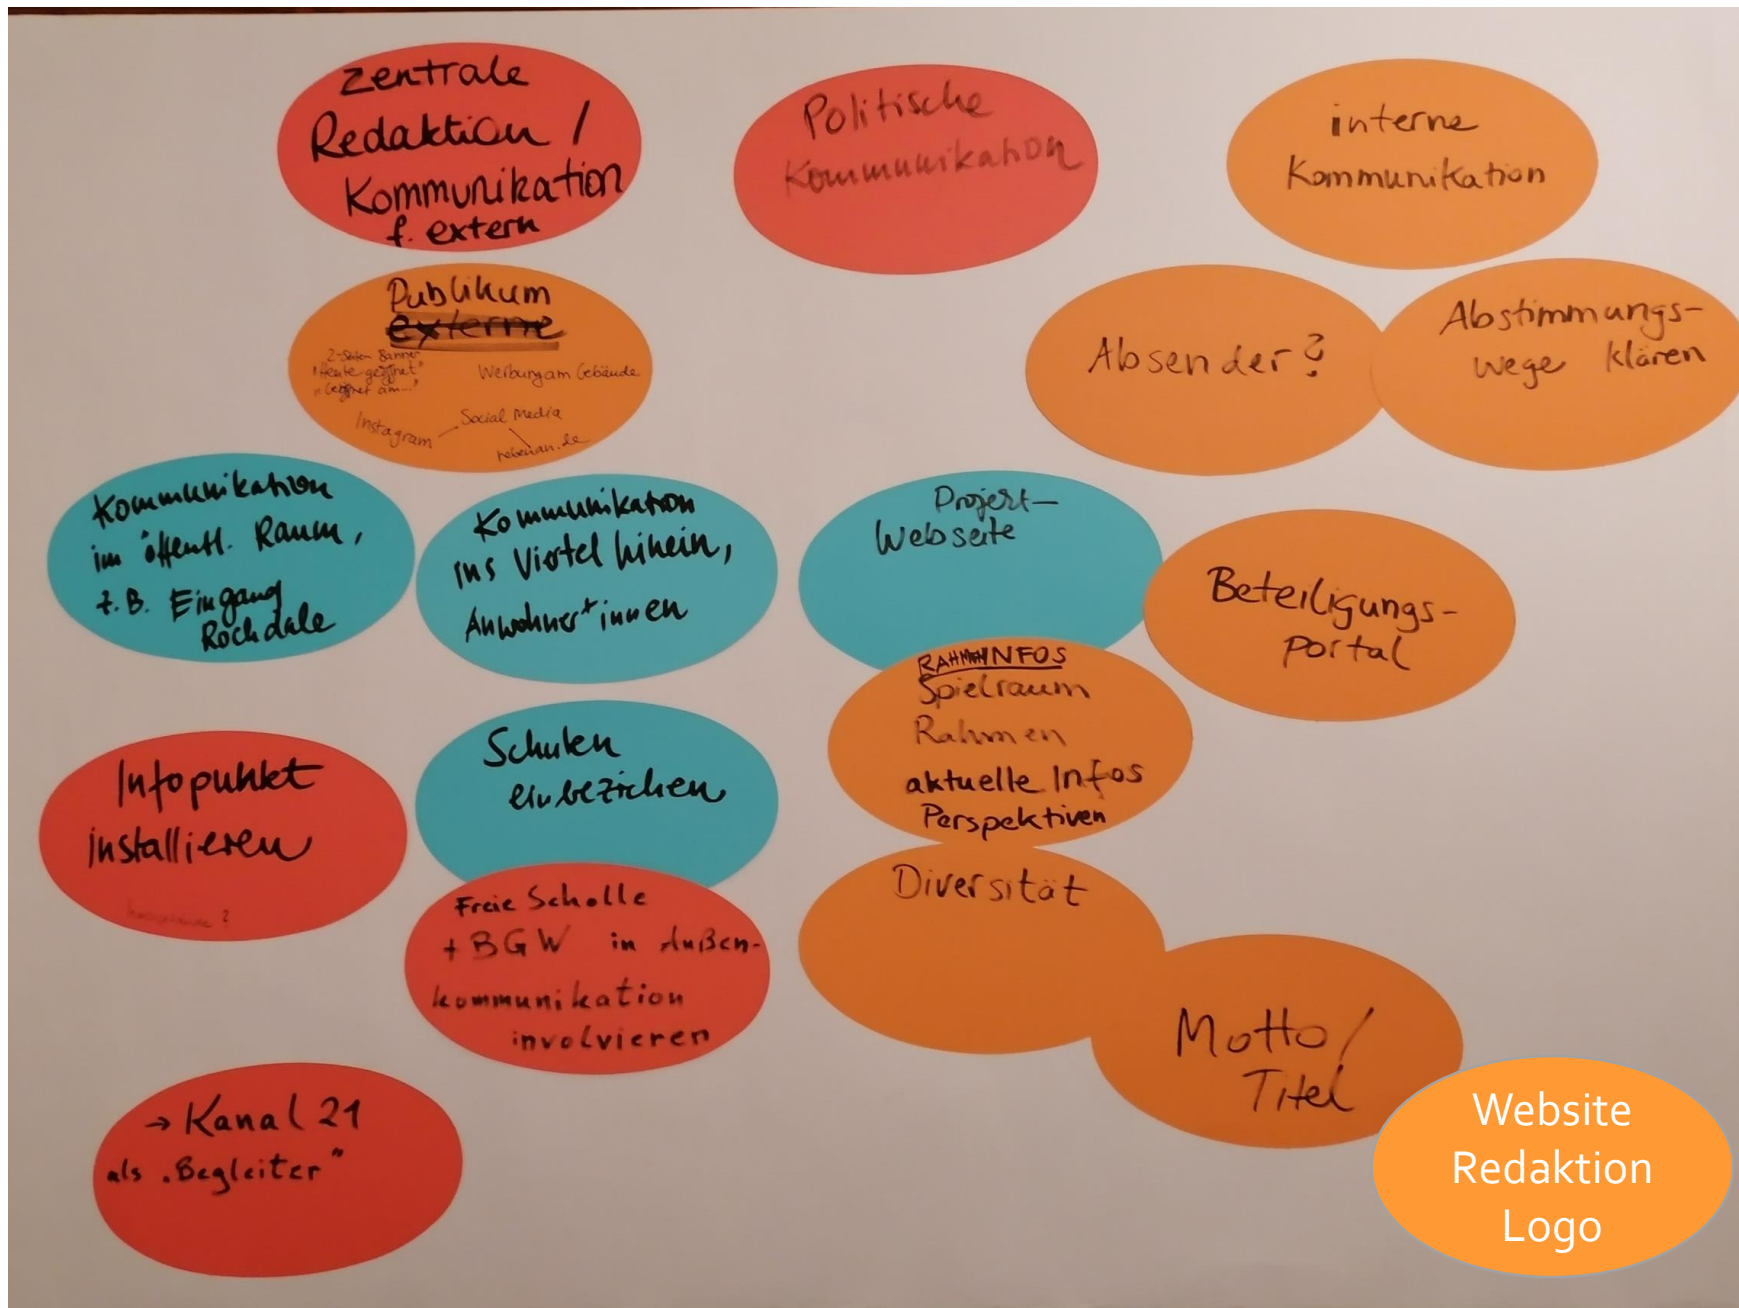 zentrale
Redaktion /
Kommunikation
f. extern
Politische
Kommunikation
interne
Kommunikation
Publikum
externe
2-Seiten Banner
"Heute geöffnet"
"Geöffnet am..."
Werbung am Gebäude
Social Media
Instagram
nebenan.de
Absender?
Abstimmungs-
wege klären
Kommunikation
im öffentl. Raum,
z.B. Eingang
Rochdale
Kommunikation
ins Viertel hinein,
Anwohner*innen
Projekt-
Webseite
Beteiligungs-
portal
RAHMENINFOS
Spielraum
Rahmen
aktuelle Infos
Perspektiven
Infopunkt
installieren
Schulen
einbeziehen
Freie Scholle
+ BGW in Außen-
kommunikation
involvieren
Diversität
Motto/
Titel
→ Kanal 21
als „Begleiter"
Website
Redaktion
Logo